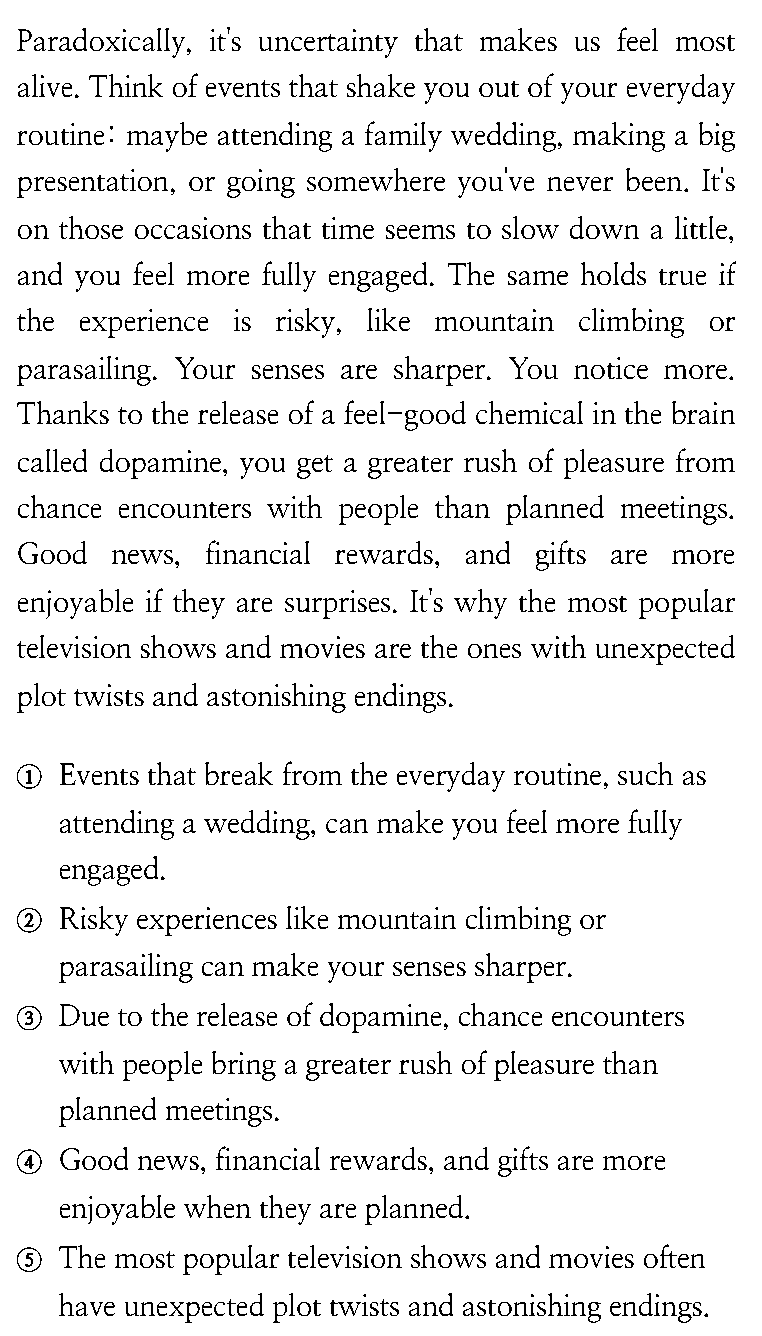 Paradoxically, it's uncertainty that makes us feel most
alive. Think of events that shake you out of your everyday
routine: maybe attending a family wedding, making a big
presentation, or going somewhere you've never been. It's
on those occasions that time seems to slow down a little,
and you feel more fully engaged. The same holds true if
the experience is risky, like mountain climbing or
parasailing. Your senses are sharper. You notice more.
Thanks to the release of a feel-good chemical in the brain
called dopamine, you get a greater rush of pleasure from
chance encounters with people than planned meetings.
Good news, financial rewards, and gifts are more
enjoyable if they are surprises. It's why the most popular
television shows and movies are the ones with unexpected
plot twists and astonishing endings.
① Events that break from the everyday routine, such as
attending a wedding, can make you feel more fully
engaged.
② Risky experiences like mountain climbing or
parasailing can make your senses sharper.
③ Due to the release of dopamine, chance encounters
with people bring a greater rush of pleasure than
planned meetings.
④ Good news, financial rewards, and gifts are more
enjoyable when they are planned.
⑤ The most popular television shows and movies often
have unexpected plot twists and astonishing endings.